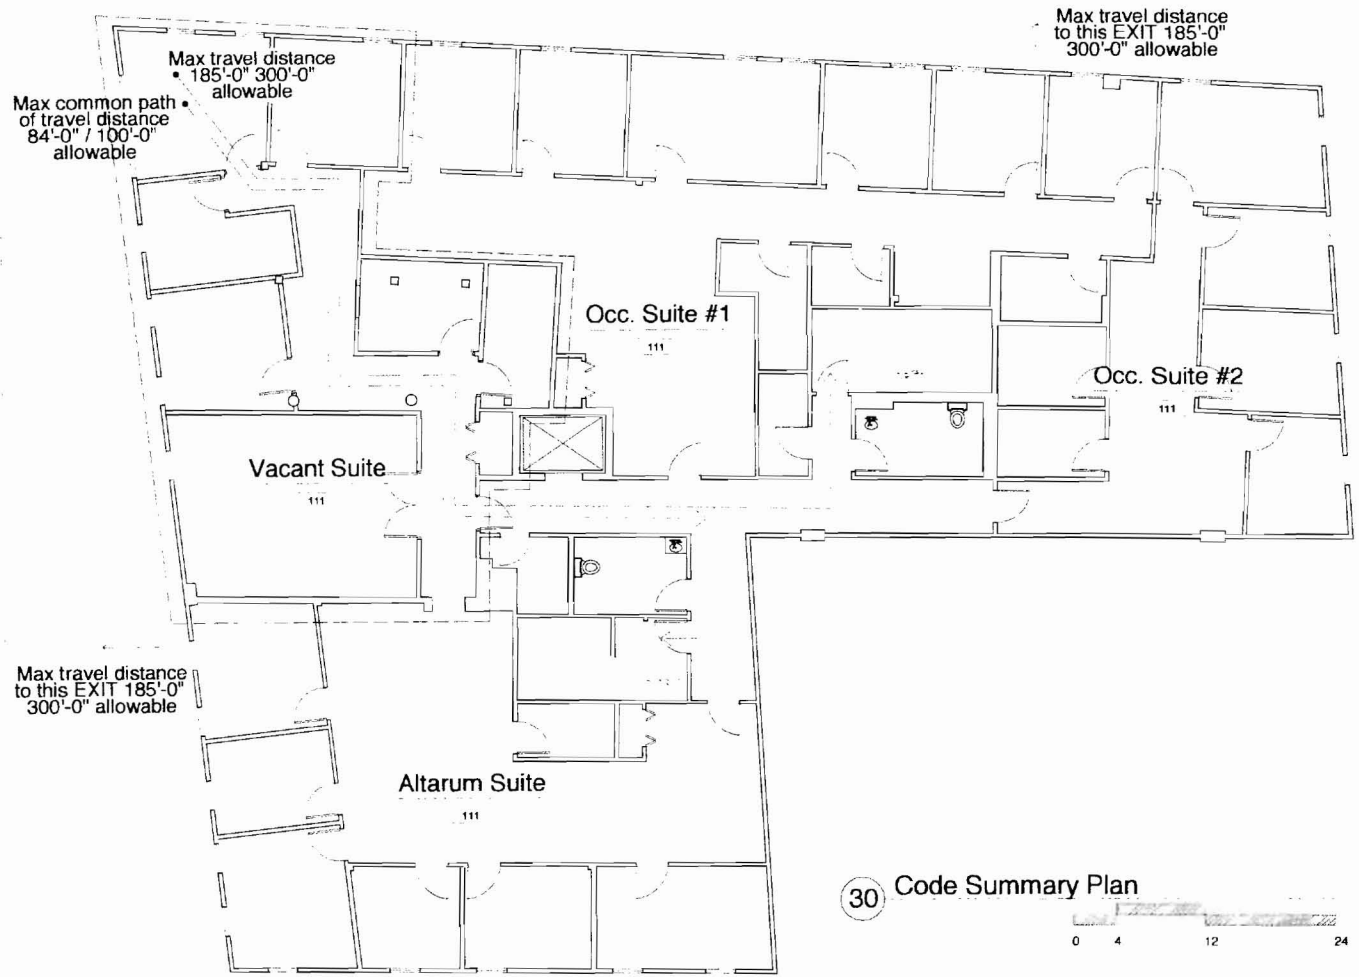 Max travel distance
to this EXIT 185'-0"
300'-0" allowable
Max travel distance
185'-0" 300'-0"
allowable
Max common path
of travel distance
84'-0" / 100'-0"
allowable
Occ. Suite #1
111
Occ. Suite #2
111
Vacant Suite
111
Max travel distance
to this EXIT 185'-0"
300'-0" allowable
Altarum Suite
111
30 Code Summary Plan
0 4 12 24